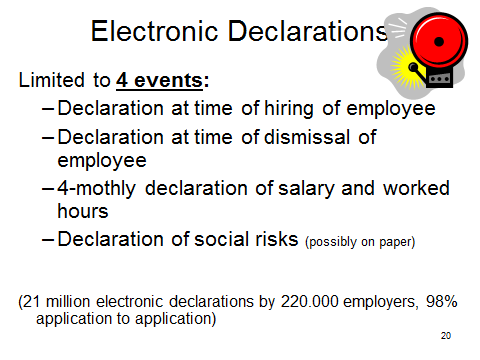 Electronic Declarations
Limited to 4 events:
–Declaration at time of hiring of employee
–Declaration at time of dismissal of
employee
–4-mothly declaration of salary and worked
hours
–Declaration of social risks (possibly on paper)
(21 million electronic declarations by 220.000 employers, 98%
application to application)
20